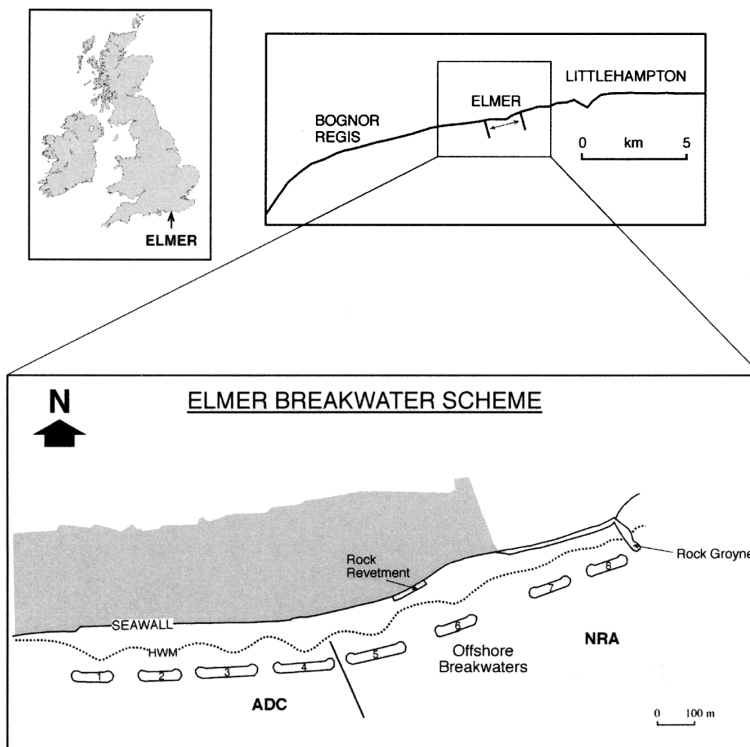 ELMER
BOGNOR
REGIS
ELMER
LITTLEHAMPTON
0 km 5
N
ELMER BREAKWATER SCHEME
Rock
Revetment
Rock Groyne
SEAWALL
HWM
1
2
3
4
5
6
7
8
Offshore
Breakwaters
NRA
ADC
0 100 m